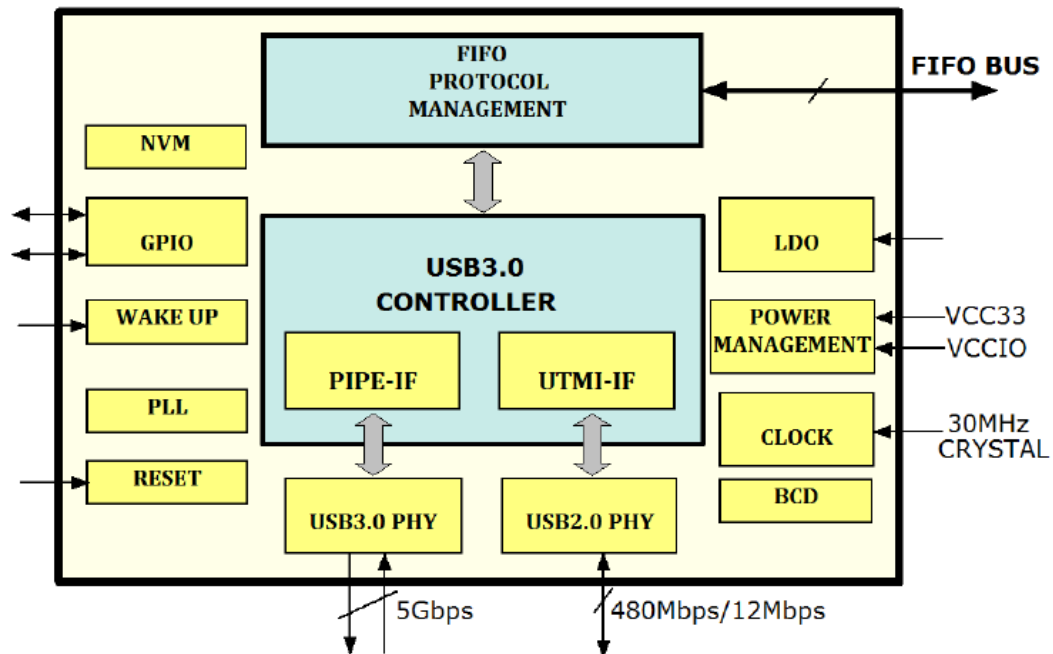 FIFO
PROTOCOL
MANAGEMENT
FIFO BUS
NVM
GPIO
LDO
USB3.0
CONTROLLER
WAKE UP
POWER
MANAGEMENT
VCC33
VCCIO
PIPE-IF
UTMI-IF
PLL
CLOCK
30MHz
CRYSTAL
RESET
BCD
USB3.0 PHY
USB2.0 PHY
5Gbps
480Mbps/12Mbps